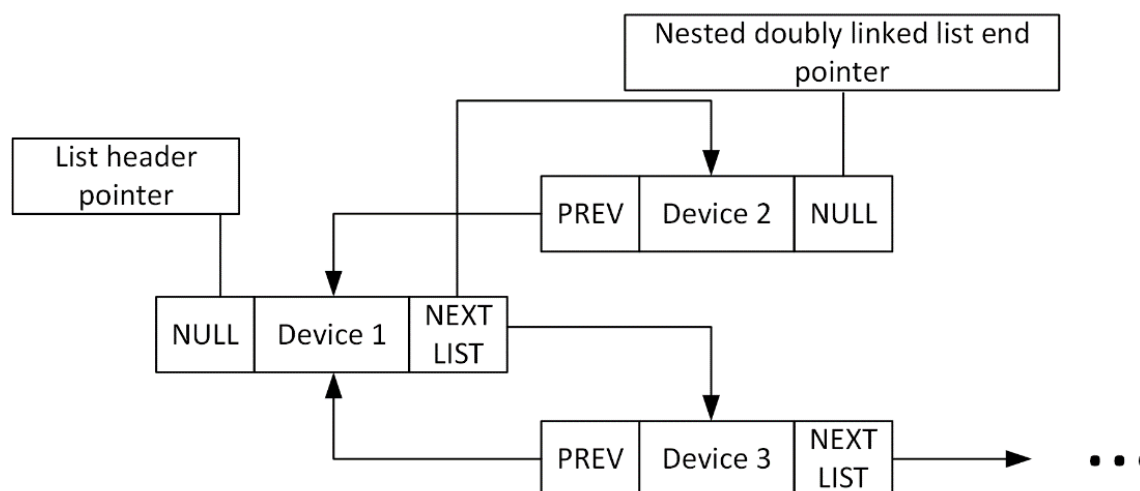 Nested doubly linked list end
pointer
List header
pointer
PREV Device 2 NULL
NULL Device 1 NEXT
LIST
PREV Device 3 NEXT
LIST
...